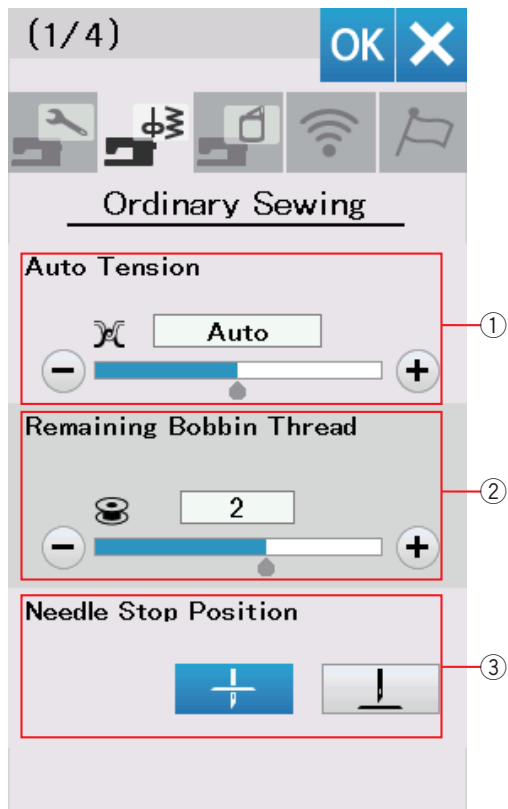 (1/4)
OK
Ordinary Sewing
Auto Tension
Auto
①
Remaining Bobbin Thread
2
②
Needle Stop Position
③